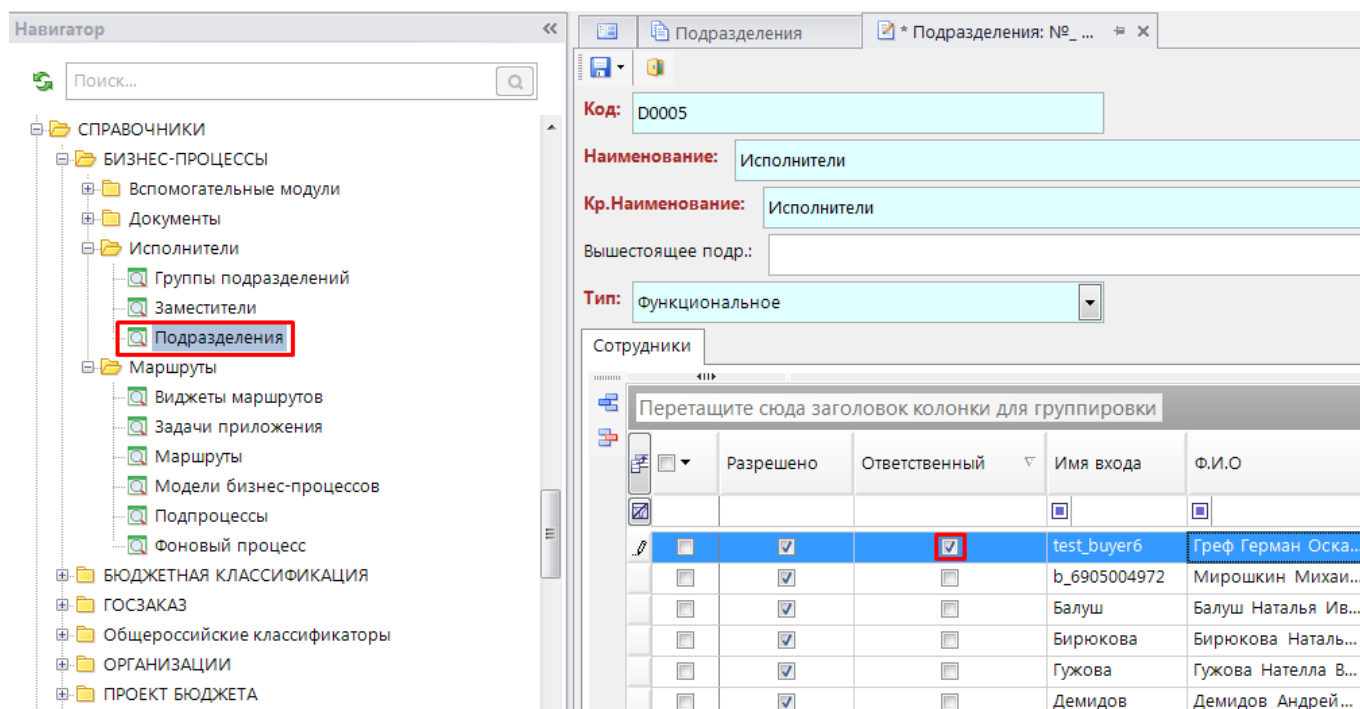 Навигатор
Поиск...
СПРАВОЧНИКИ
БИЗНЕС-ПРОЦЕССЫ
Вспомогательные модули
Документы
Исполнители
Группы подразделений
Заместители
Подразделения
Маршруты
Виджеты маршрутов
Задачи приложения
Маршруты
Модели бизнес-процессов
Подпроцессы
Фоновый процесс
БЮДЖЕТНАЯ КЛАССИФИКАЦИЯ
ГОСЗАКАЗ
Общероссийские классификаторы
ОРГАНИЗАЦИИ
ПРОЕКТ БЮДЖЕТА
Подразделения
* Подразделения: №_ ...
Код: D0005
Наименование: Исполнители
Кр.Наименование: Исполнители
Вышестоящее подр.:
Тип: Функциональное
Сотрудники
Перетащите сюда заголовок колонки для группировки
Разрешено Ответственный Имя входа Ф.И.О
test_buyer6 Греф Герман Оска...
b_6905004972 Мирошкин Михаи...
Балуш Балуш Наталья Ив...
Бирюкова Бирюкова Наталь...
Гужова Гужова Нателла В...
Демидов Демидов Андрей...